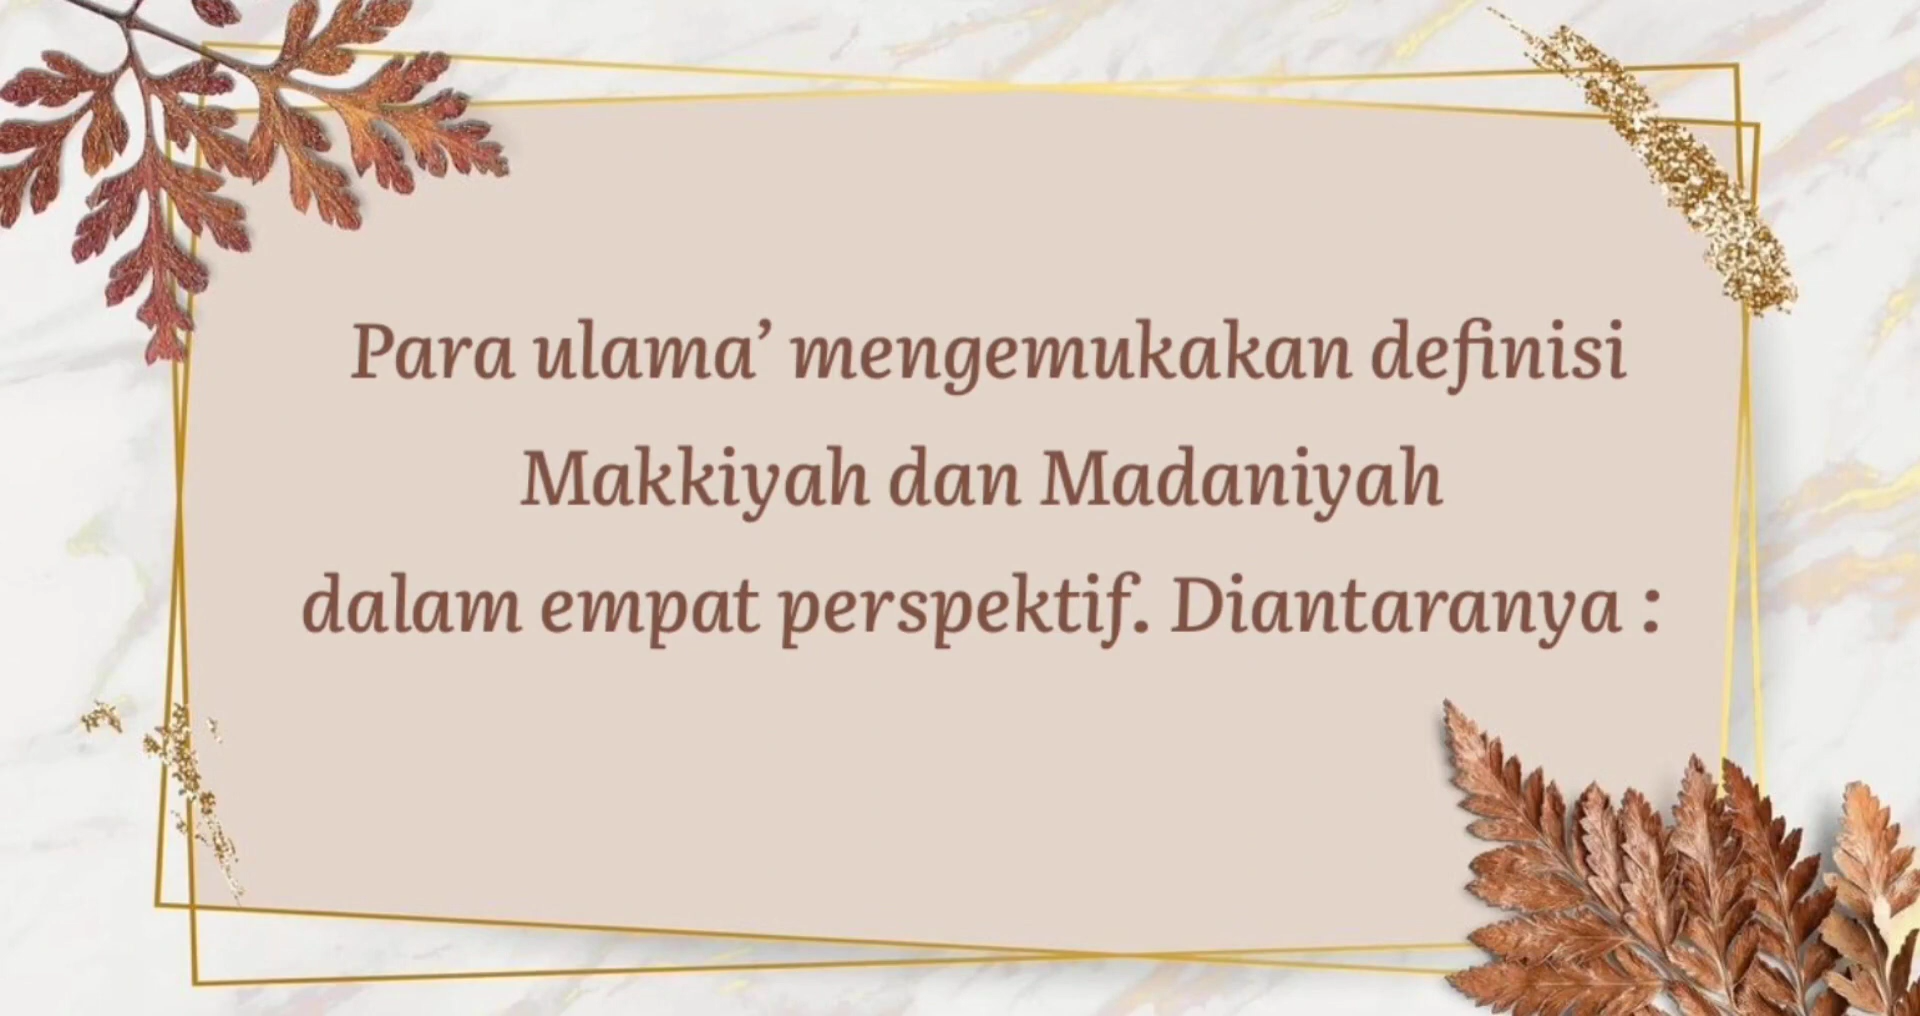 Para ulama’ mengemukakan definisi
Makkiyah dan Madaniyah
dalam empat perspektif. Diantaranya :